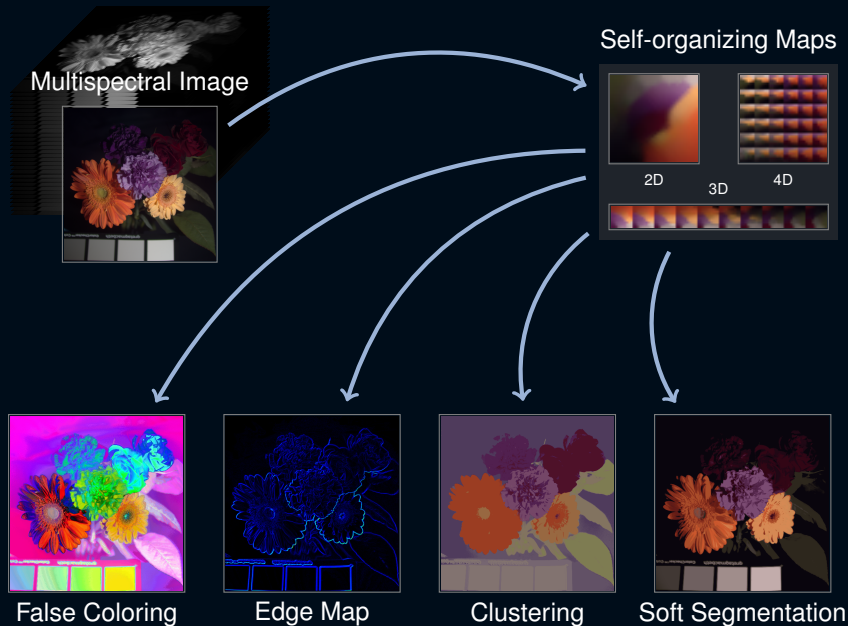 Self-organizing Maps
Multispectral Image
2D
3D
4D
False Coloring
Edge Map
Clustering
Soft Segmentation